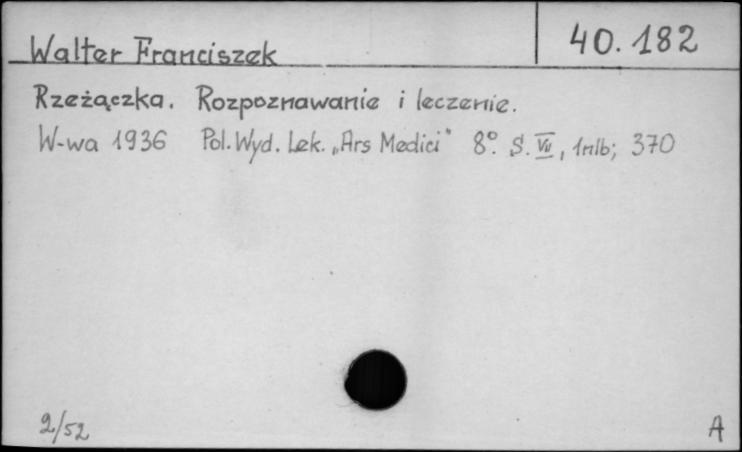 Walter Franciszek 40.182
Rzeżączka. Rozpoznawanie i leczenie.
W-wa 1936 Pol. Wyd. Lek. „Ars Medici" 8° S. VII, 1nlb; 370
2/52 A